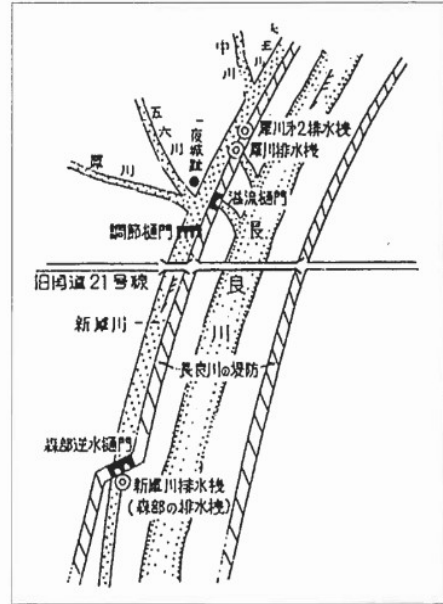 中川
五六川
一夜城跡
犀川
犀川才2排水機
犀川排水機
溢流樋門
調節樋門
長良川
旧国道21号線
新犀川
長良川の堤防
森部逆水樋門
新犀川排水機
(森部の排水機)